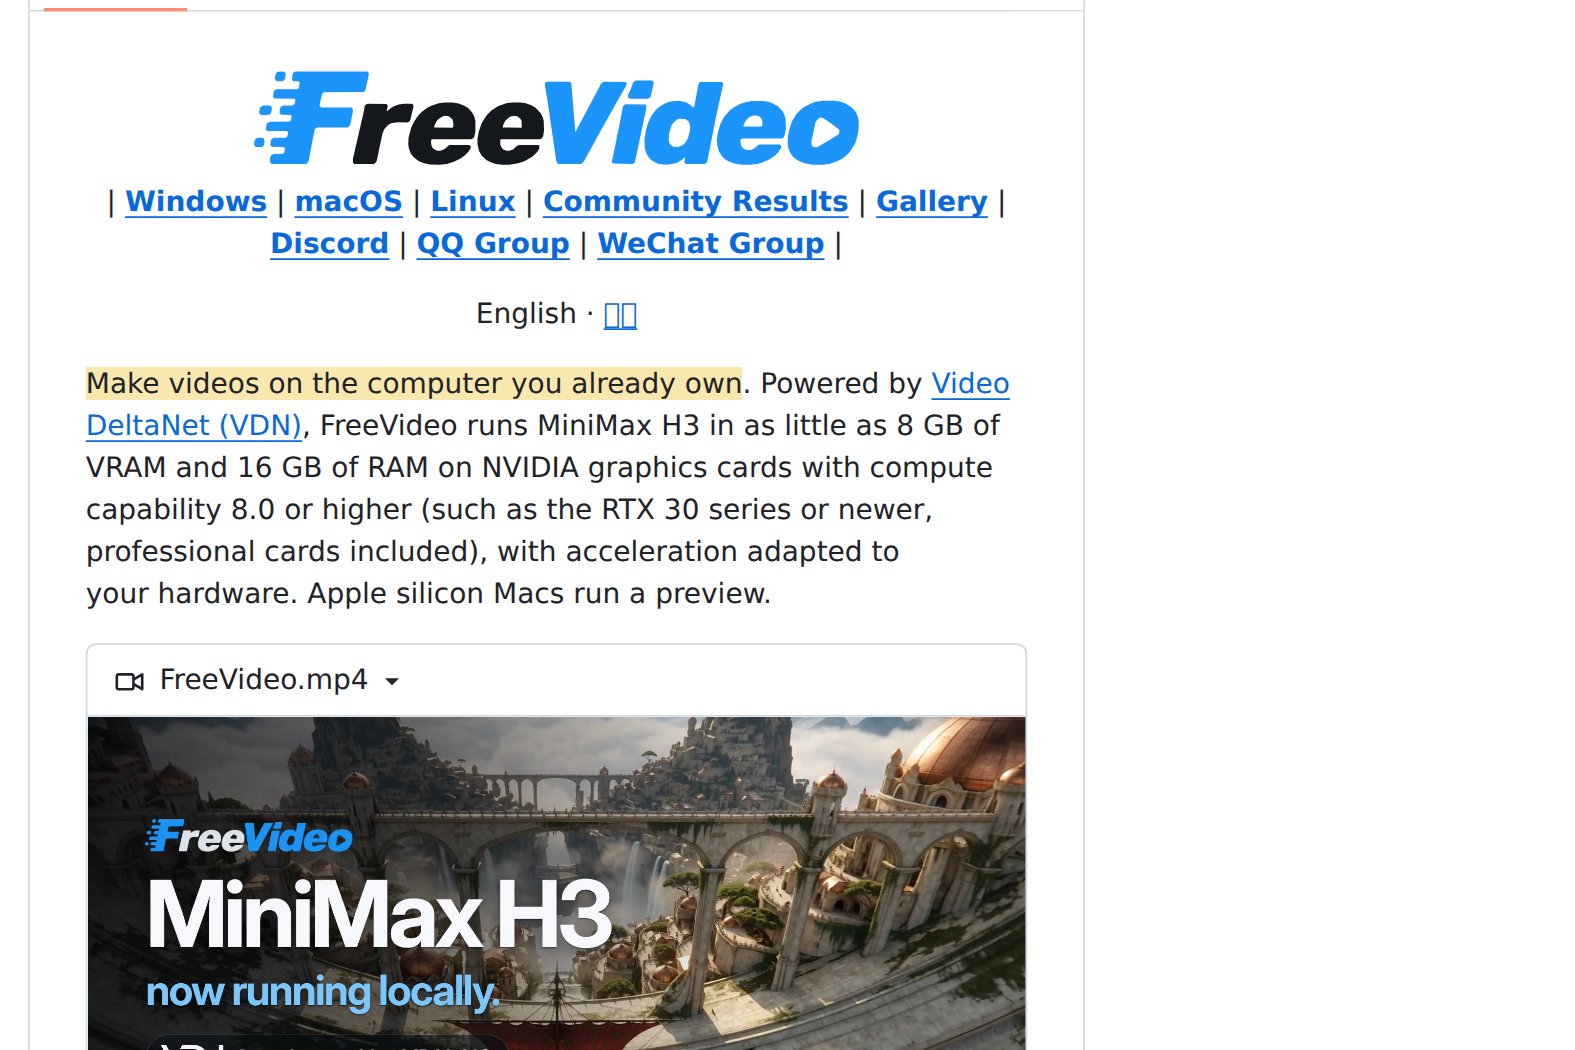 FreeVideo
| Windows | macOS | Linux | Community Results | Gallery |
Discord | QQ Group | WeChat Group |
English ·
Make videos on the computer you already own. Powered by Video
DeltaNet (VDN), FreeVideo runs MiniMax H3 in as little as 8 GB of
VRAM and 16 GB of RAM on NVIDIA graphics cards with compute
capability 8.0 or higher (such as the RTX 30 series or newer,
professional cards included), with acceleration adapted to
your hardware. Apple silicon Macs run a preview.
FreeVideo.mp4
FreeVideo
MiniMax H3
now running locally.